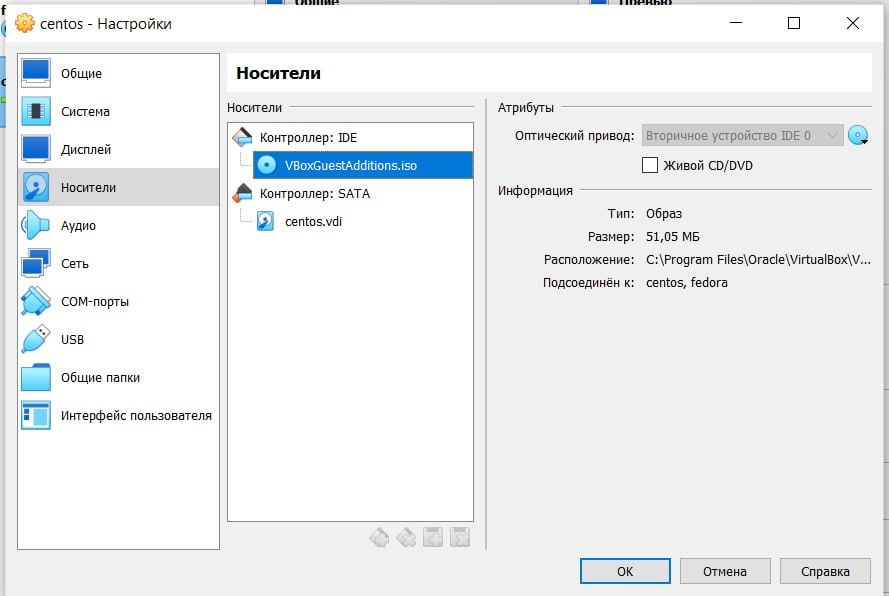 Общие
Превью
centos - Настройки
Общие
Система
Дисплей
Носители
Аудио
Сеть
COM-порты
USB
Общие папки
Интерфейс пользователя
Носители
Носители
Контроллер: IDE
VBoxGuestAdditions.iso
Контроллер: SATA
centos.vdi
Атрибуты
Оптический привод: Вторичное устройство IDE 0
Живой CD/DVD
Информация
Тип: Образ
Размер: 51,05 МБ
Расположение: C:\Program Files\Oracle\VirtualBox\V...
Подсоединён к: centos, fedora
OK
Отмена
Справка